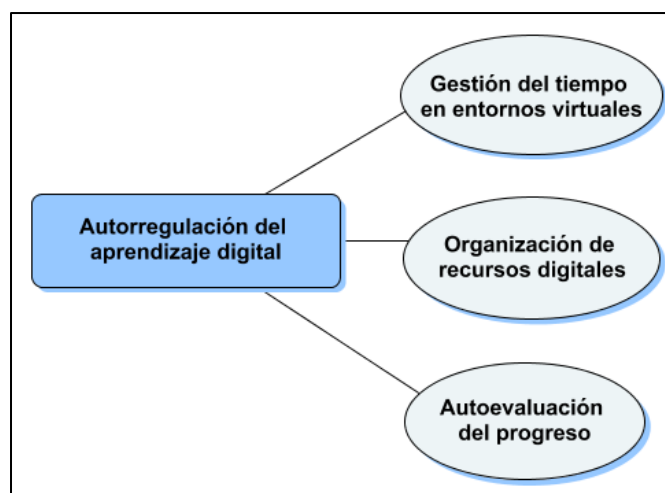 Gestión del tiempo
en entornos virtuales
Autorregulación del
aprendizaje digital
Organización de
recursos digitales
Autoevaluación
del progreso